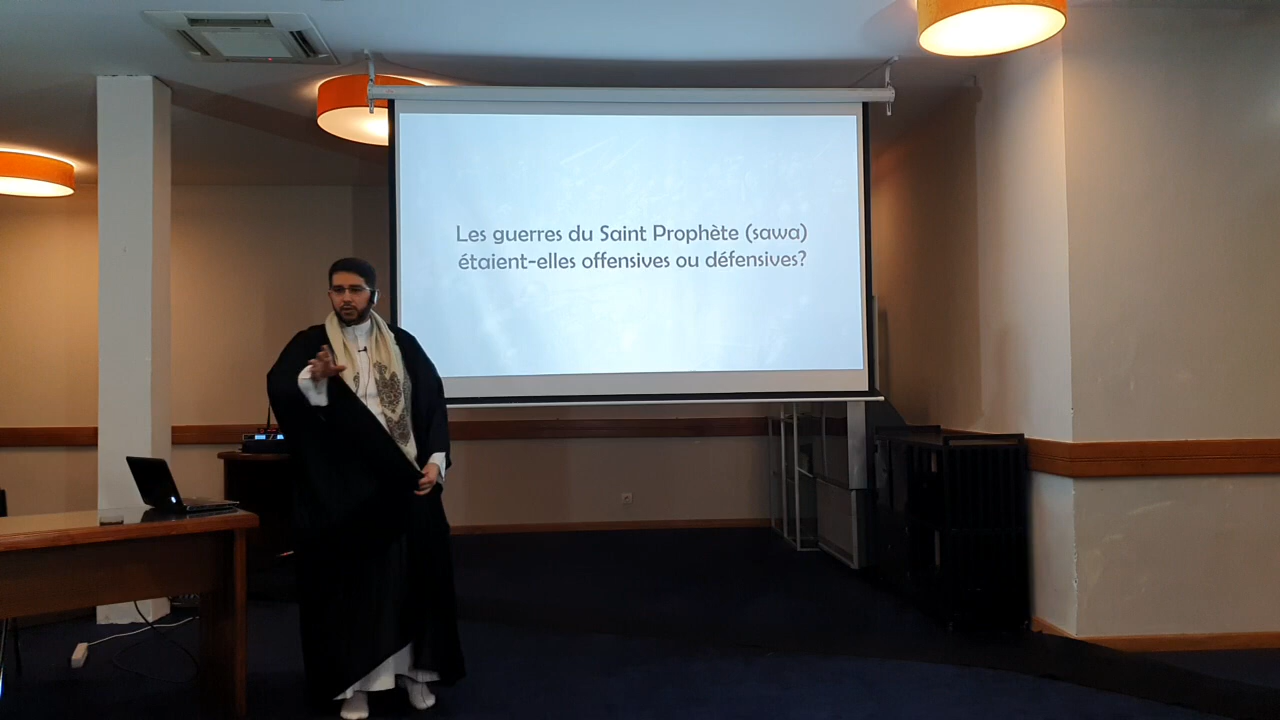 Les guerres du Saint Prophète (sawa)
étaient-elles offensives ou défensives?